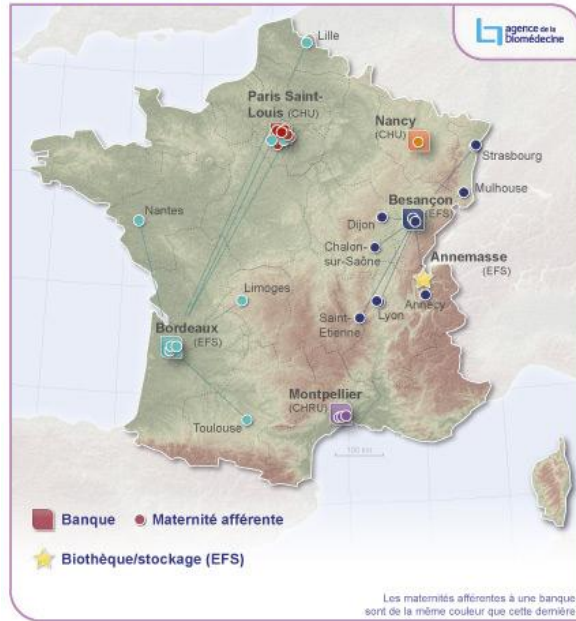 agence de la
biomédecine
Lille
Paris Saint-
Louis (CHU)
Nancy
(CHU)
Strasbourg
Mulhouse
Besançon
(EFS)
Dijon
Nantes
Chalon-
sur-Saône
Annemasse
(EFS)
Annecy
Limoges
Lyon
Saint-
Etienne
Bordeaux
(EFS)
Montpellier
(CHRU)
Toulouse
100 km
Banque
Maternité afférente
Biothèque/stockage (EFS)
Les maternités afférentes à une banque
sont de la même couleur que cette dernière